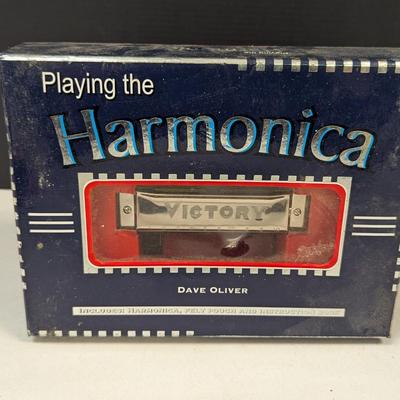 Playing the
Harmonica
VICTORY
DAVE OLIVER
INCLUDES: HARMONICA, FELT POUCH AND INSTRUCTION BOOK